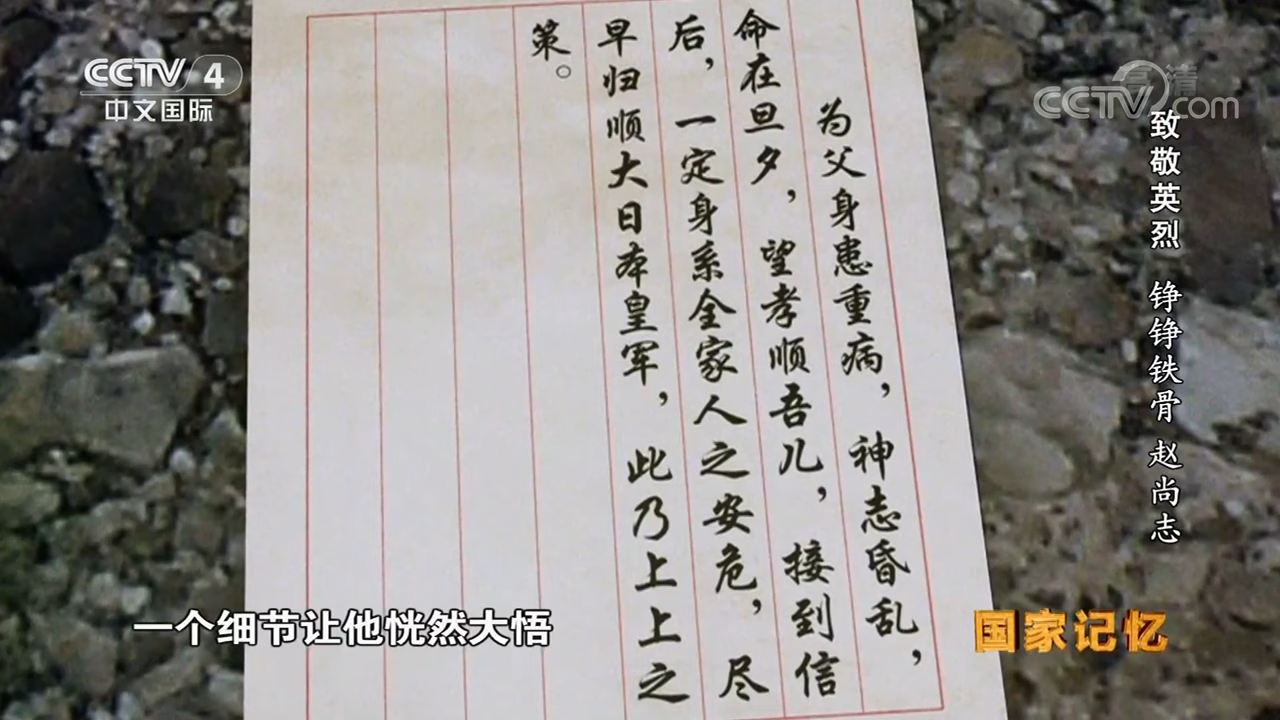 CCTV 4
中文国际
高清
CCTV.com
致敬英烈 铮铮铁骨 赵尚志
为父身患重病，神志昏乱，
命在旦夕，望孝顺吾儿，接到信
后，一定身系全家人之安危，尽
早归顺大日本皇军，此乃上上之
策。
一个细节让他恍然大悟
国家记忆